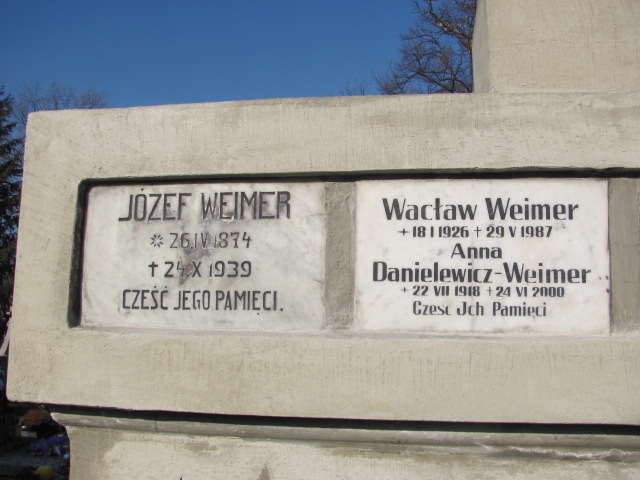 JÓZEF WEIMER
* 26.IV 1874
✝ 24.X 1939
CZEŚĆ JEGO PAMIĘCI.
Wacław Weimer
+ 18 I 1926 + 29 V 1987
Anna
Danielewicz-Weimer
+ 22 VII 1918 + 24 VI 2000
Czesc Jch Pamięci